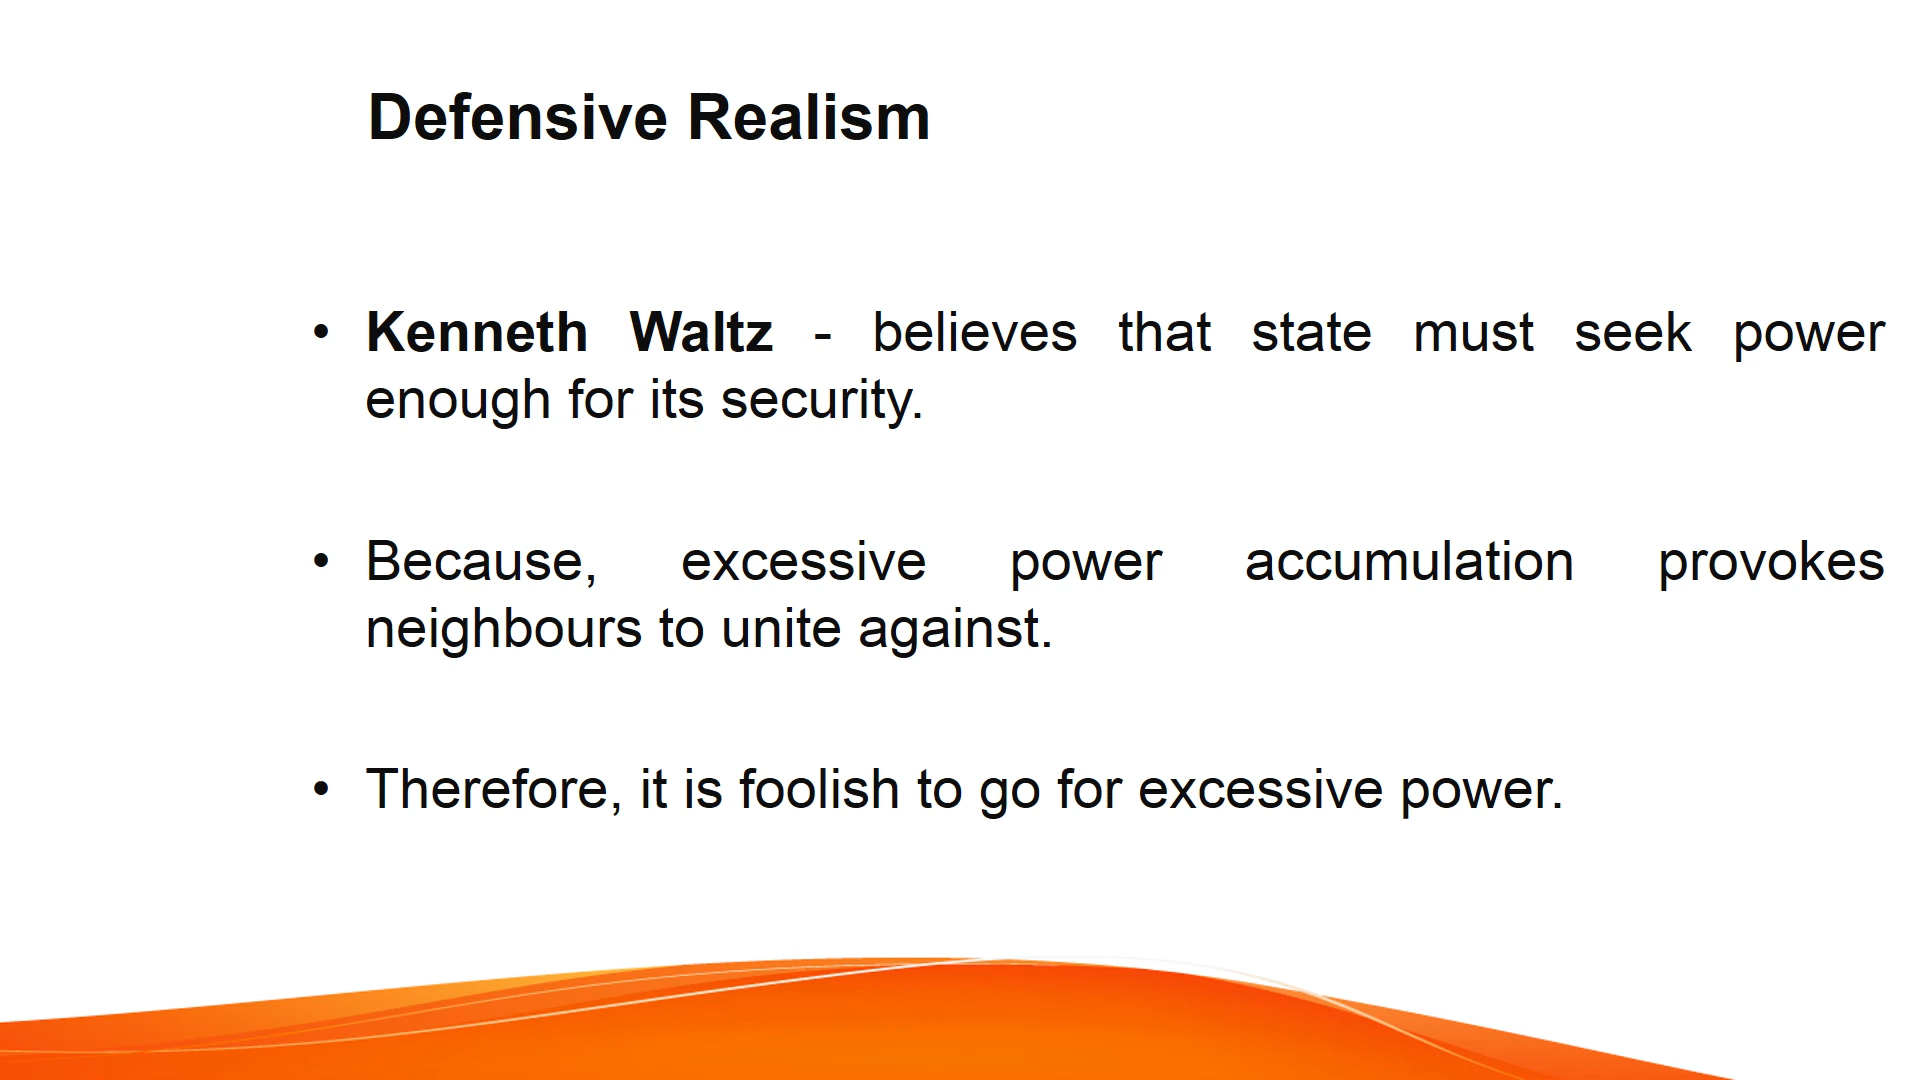 Defensive Realism
• Kenneth Waltz - believes that state must seek power
enough for its security.
• Because, excessive power accumulation provokes
neighbours to unite against.
• Therefore, it is foolish to go for excessive power.